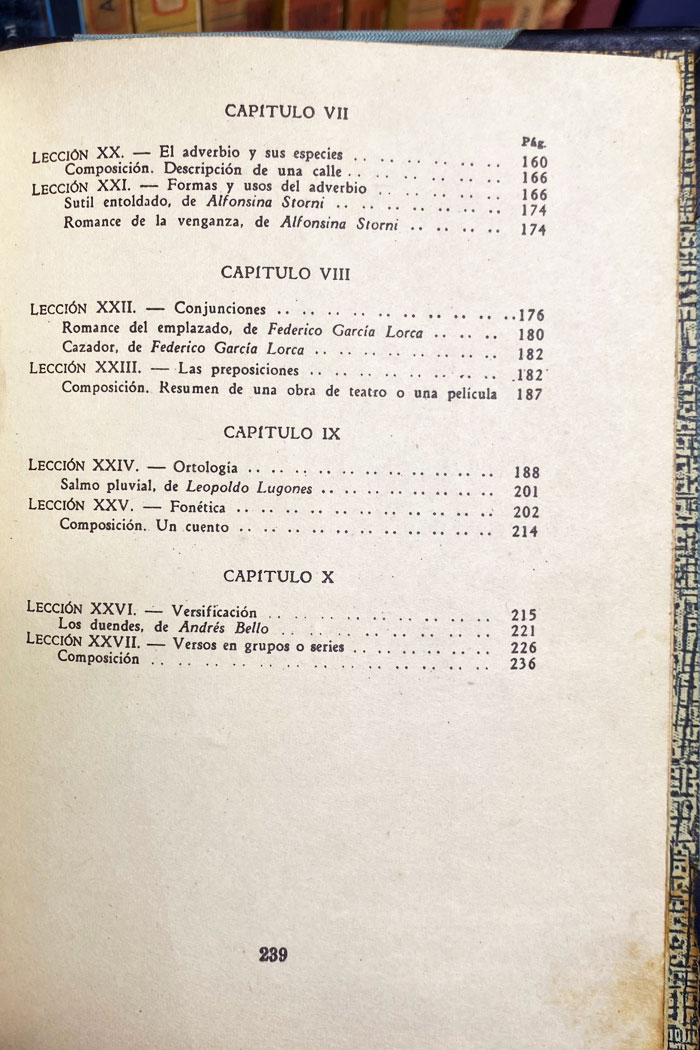 CAPITULO VII
Pág.
LECCIÓN XX. — El adverbio y sus especies .. .. .. .. .. .. .. 160
Composición. Descripción de una calle .. .. .. .. .. .. .. 166
LECCIÓN XXI. — Formas y usos del adverbio .. .. .. .. .. .. 166
Sutil entoldado, de Alfonsina Storni .. .. .. .. .. .. .. 174
Romance de la venganza, de Alfonsina Storni .. .. .. .. 174
CAPITULO VIII
LECCIÓN XXII. — Conjunciones .. .. .. .. .. .. .. .. .. .. 176
Romance del emplazado, de Federico García Lorca .. .. .. 180
Cazador, de Federico García Lorca .. .. .. .. .. .. .. .. 182
LECCIÓN XXIII. — Las preposiciones .. .. .. .. .. .. .. .. 182
Composición. Resumen de una obra de teatro o una película 187
CAPITULO IX
LECCIÓN XXIV. — Ortología .. .. .. .. .. .. .. .. .. .. .. 188
Salmo pluvial, de Leopoldo Lugones .. .. .. .. .. .. .. .. 201
LECCIÓN XXV. — Fonética .. .. .. .. .. .. .. .. .. .. .. 202
Composición. Un cuento .. .. .. .. .. .. .. .. .. .. .. 214
CAPITULO X
LECCIÓN XXVI. — Versificación .. .. .. .. .. .. .. .. .. .. 215
Los duendes, de Andrés Bello .. .. .. .. .. .. .. .. .. 221
LECCIÓN XXVII. — Versos en grupos o series .. .. .. .. .. .. 226
Composición .. .. .. .. .. .. .. .. .. .. .. .. .. .. 236
239